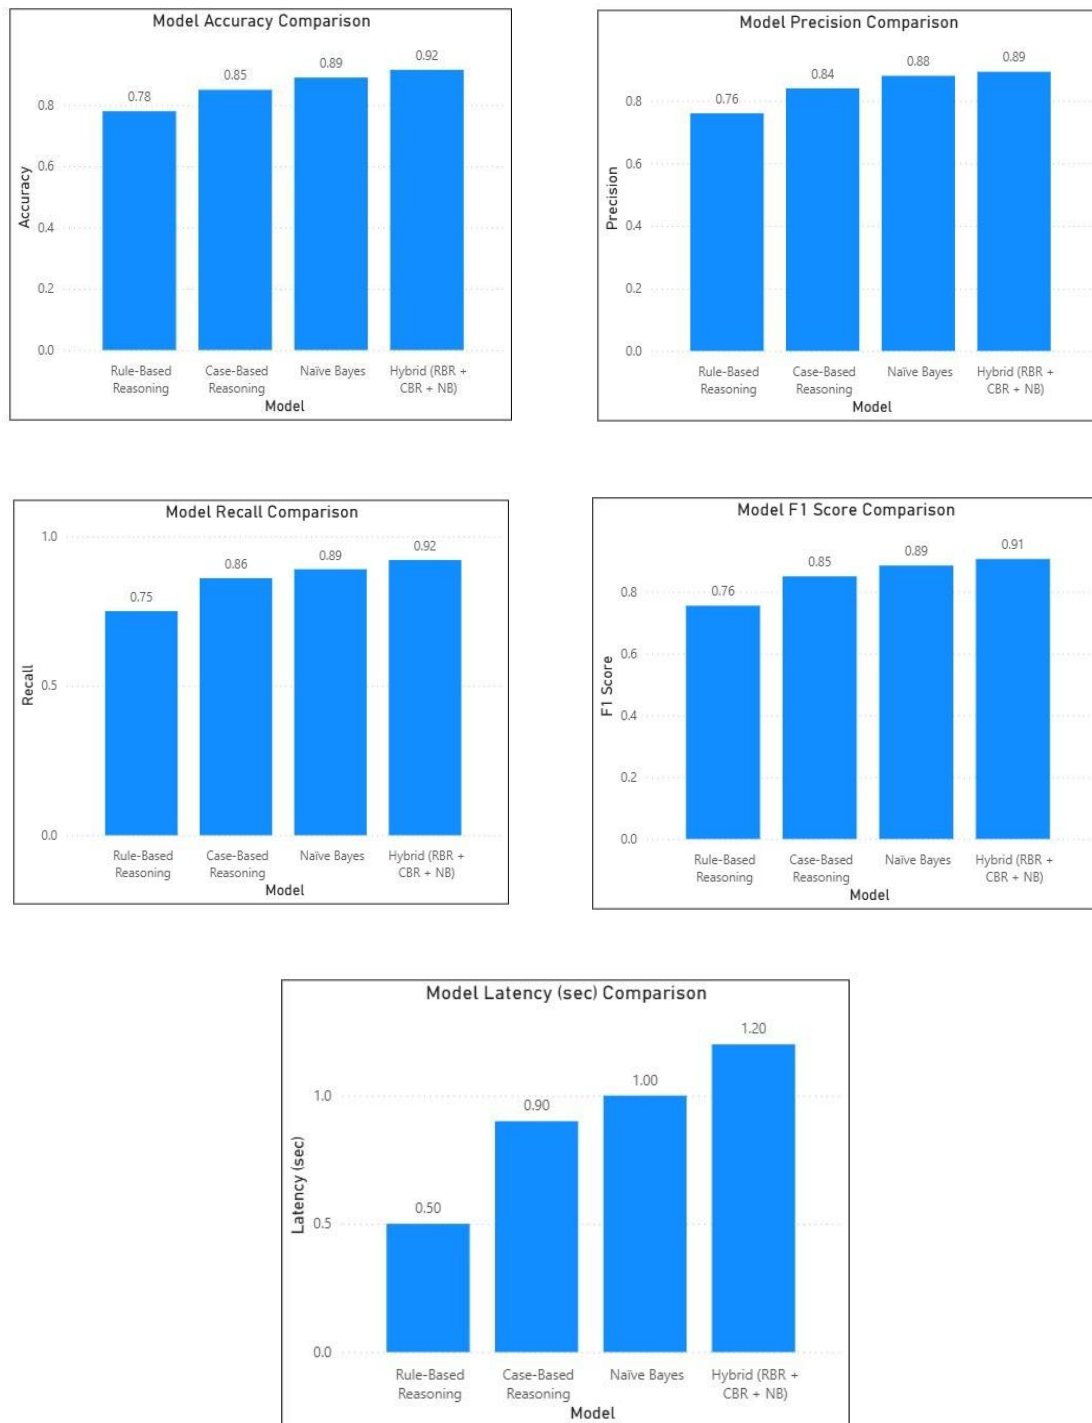 Model Accuracy Comparison
0.78
0.85
0.89
0.92
0.8
0.6
0.4
0.2
0.0
Accuracy
Rule-Based
Reasoning
Case-Based
Reasoning
Naïve Bayes
Hybrid (RBR +
CBR + NB)
Model
Model Precision Comparison
0.76
0.84
0.88
0.89
0.8
0.6
0.4
0.2
0.0
Precision
Rule-Based
Reasoning
Case-Based
Reasoning
Naïve Bayes
Hybrid (RBR +
CBR + NB)
Model
Model Recall Comparison
0.75
0.86
0.89
0.92
1.0
0.5
0.0
Recall
Rule-Based
Reasoning
Case-Based
Reasoning
Naïve Bayes
Hybrid (RBR +
CBR + NB)
Model
Model F1 Score Comparison
0.76
0.85
0.89
0.91
0.8
0.6
0.4
0.2
0.0
F1 Score
Rule-Based
Reasoning
Case-Based
Reasoning
Naïve Bayes
Hybrid (RBR +
CBR + NB)
Model
Model Latency (sec) Comparison
0.50
0.90
1.00
1.20
1.0
0.5
0.0
Latency (sec)
Rule-Based
Reasoning
Case-Based
Reasoning
Naïve Bayes
Hybrid (RBR +
CBR + NB)
Model